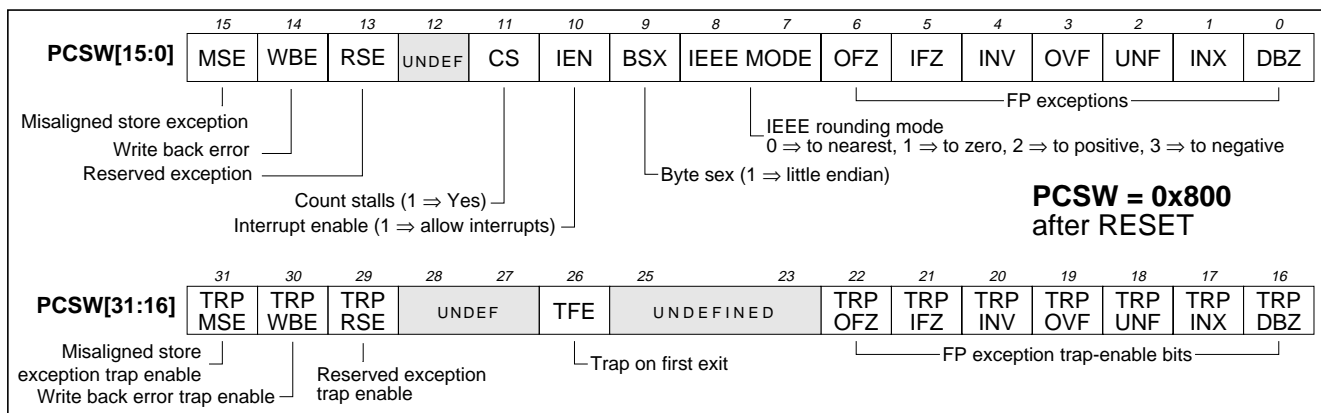 15 14 13 12 11 10 9 8 7 6 5 4 3 2 1 0
PCSW[15:0] MSE WBE RSE UNDEF CS IEN BSX IEEE MODE OFZ IFZ INV OVF UNF INX DBZ
FP exceptions
Misaligned store exception
IEEE rounding mode
0 ⇒ to nearest, 1 ⇒ to zero, 2 ⇒ to positive, 3 ⇒ to negative
Write back error
Reserved exception
Byte sex (1 ⇒ little endian)
Count stalls (1 ⇒ Yes)
Interrupt enable (1 ⇒ allow interrupts)
PCSW = 0x800
after RESET
31 30 29 28 27 26 25 23 22 21 20 19 18 17 16
PCSW[31:16] TRP MSE TRP WBE TRP RSE UNDEF TFE UNDEFINED TRP OFZ TRP IFZ TRP INV TRP OVF TRP UNF TRP INX TRP DBZ
Misaligned store
exception trap enable
Write back error trap enable
Reserved exception
trap enable
Trap on first exit
FP exception trap-enable bits